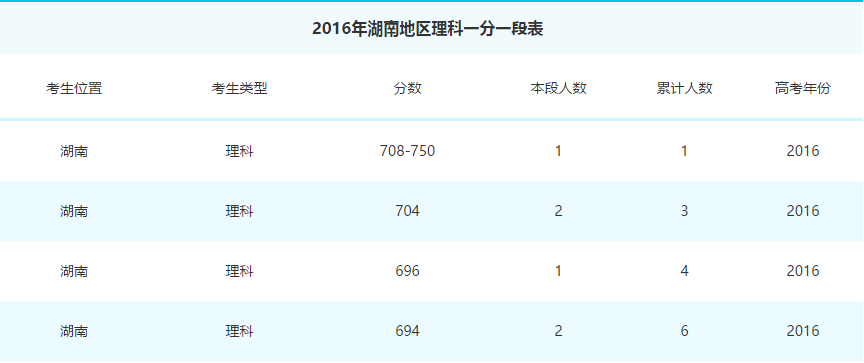 2016年湖南地区理科一分一段表
考生位置 考生类型 分数 本段人数 累计人数 高考年份
湖南 理科 708-750 1 1 2016
湖南 理科 704 2 3 2016
湖南 理科 696 1 4 2016
湖南 理科 694 2 6 2016